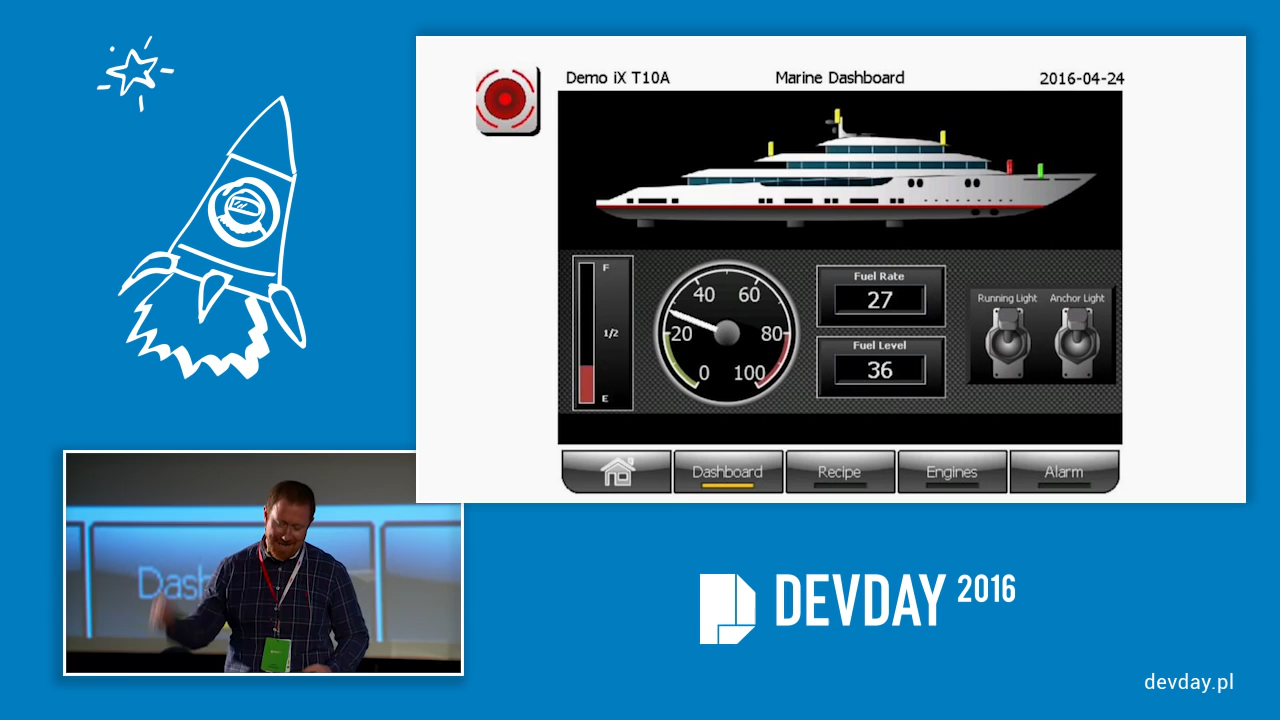 Demo iX T10A Marine Dashboard 2016-04-24
F
1/2
E
0 20 40 60 80 100
Fuel Rate
27
Fuel Level
36
Running Light Anchor Light
Dashboard Recipe Engines Alarm
Dash
DEVDAY 2016
devday.pl